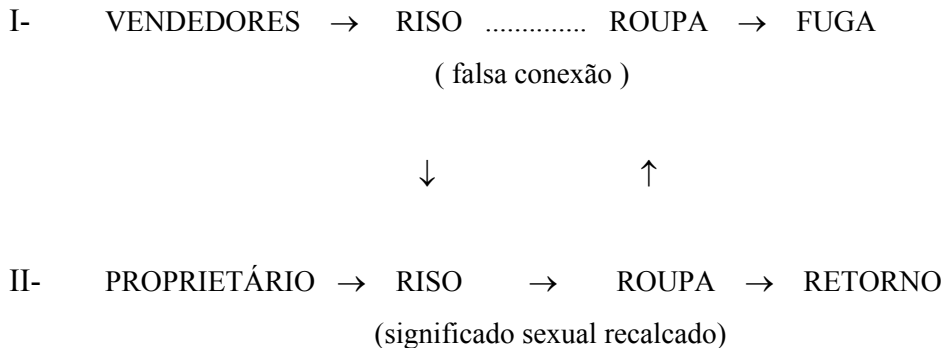 I- VENDEDORES → RISO .............. ROUPA → FUGA
( falsa conexão )
↓ ↑
II- PROPRIETÁRIO → RISO → ROUPA → RETORNO
(significado sexual recalcado)